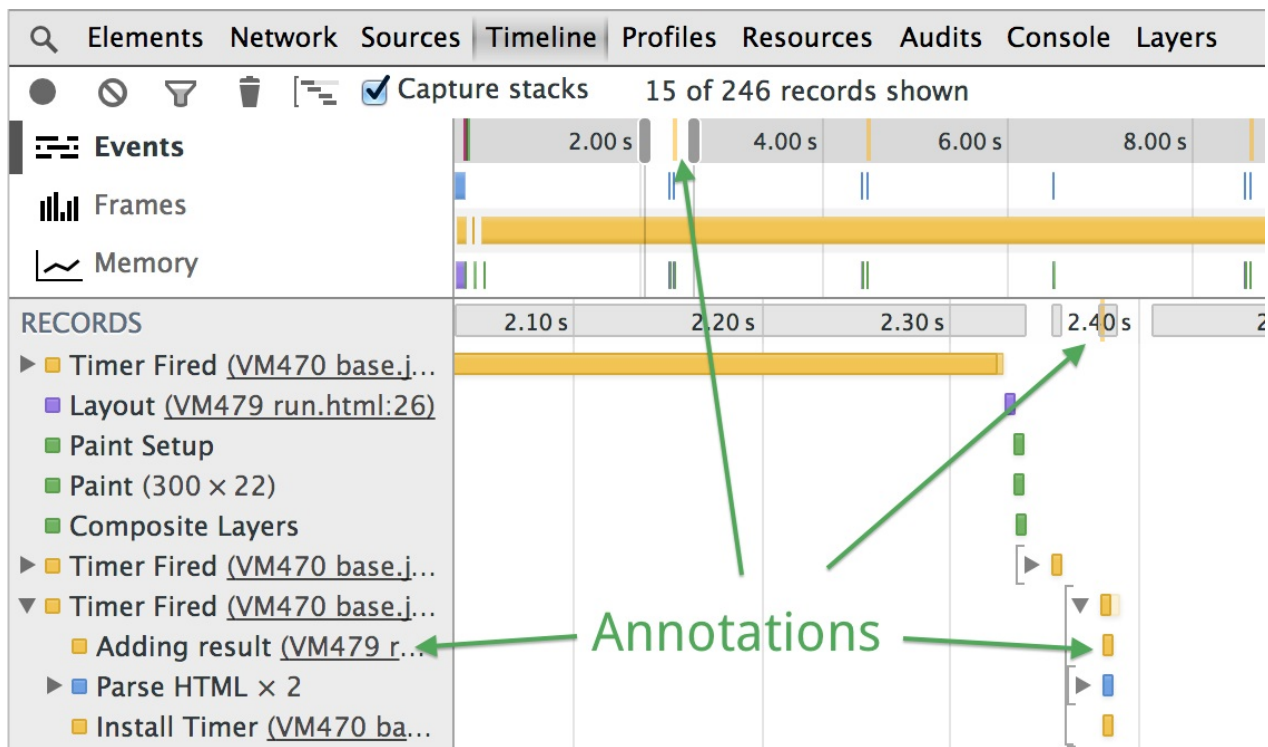 Elements Network Sources Timeline Profiles Resources Audits Console Layers
Capture stacks 15 of 246 records shown
Events 2.00 s 4.00 s 6.00 s 8.00 s
Frames
Memory
RECORDS 2.10 s 2.20 s 2.30 s 2.40 s 2
Timer Fired (VM470 base.j...
Layout (VM479 run.html:26)
Paint Setup
Paint (300 × 22)
Composite Layers
Timer Fired (VM470 base.j...
Timer Fired (VM470 base.j...
Annotations
Adding result (VM479 r...
Parse HTML × 2
Install Timer (VM470 ba...